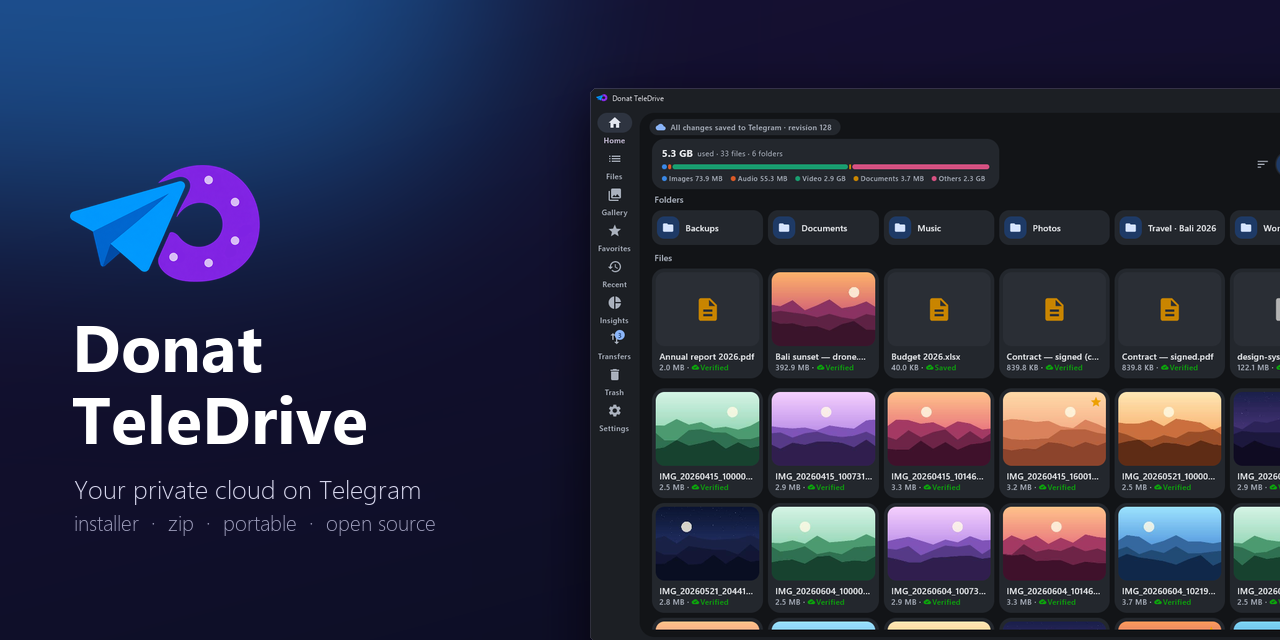 Donat
TeleDrive
Your private cloud on Telegram
installer · zip · portable · open source
Donat TeleDrive
Home
Files
Gallery
Favorites
Recent
Insights
3
Transfers
Trash
Settings
All changes saved to Telegram · revision 128
5.3 GB used · 33 files · 6 folders
Images 73.9 MB Audio 55.3 MB Video 2.9 GB Documents 3.7 MB Others 2.3 GB
Folders
Backups Documents Music Photos Travel · Bali 2026
Files
Annual report 2026.pdf Bali sunset — drone.... Budget 2026.xlsx Contract — signed (c... Contract — signed.pdf design-sys
2.0 MB · Verified 392.9 MB · Verified 40.0 KB · Saved 839.8 KB · Verified 839.8 KB · Verified 122.1 MB ·
IMG_20260415_10000... IMG_20260415_100731... IMG_20260415_10146... IMG_20260415_16001... IMG_20260521_10000... IMG_2026
2.5 MB · Verified 2.9 MB · Verified 3.3 MB · Verified 3.2 MB · Verified 2.5 MB · Verified 2.9 MB ·
IMG_20260521_20441... IMG_20260604_10000... IMG_20260604_10073... IMG_20260604_10146... IMG_20260604_10219... IMG_2026
2.8 MB · Verified 2.5 MB · Verified 2.9 MB · Verified 3.3 MB · Verified 3.7 MB · Verified 2.5 MB ·